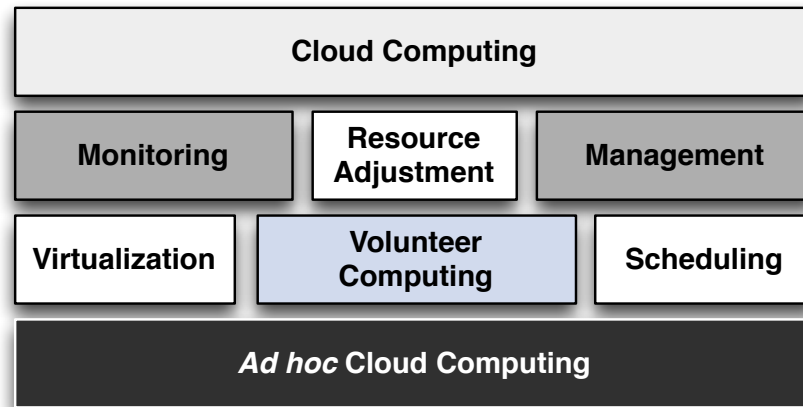 Cloud Computing
Monitoring
Resource
Adjustment
Management
Virtualization
Volunteer
Computing
Scheduling
Ad hoc Cloud Computing